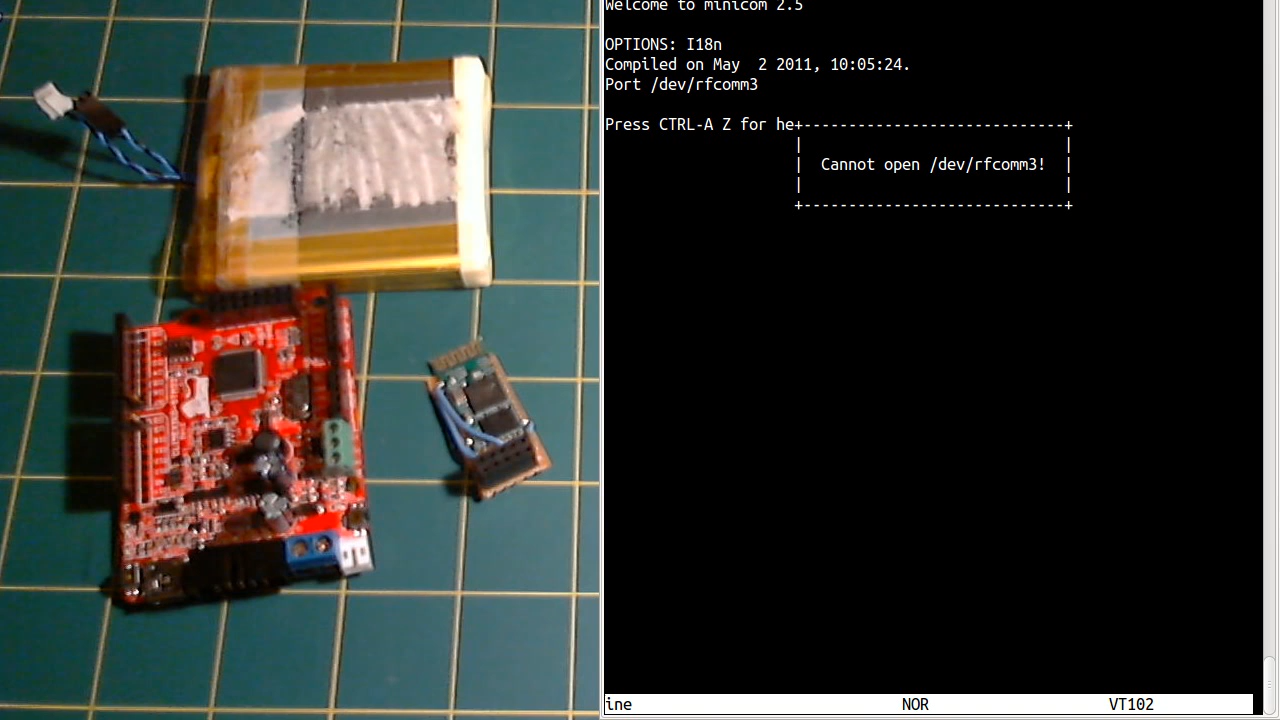 Welcome to minicom 2.5
OPTIONS: I18n
Compiled on May  2 2011, 10:05:24.
Port /dev/rfcomm3
Press CTRL-A Z for he
Cannot open /dev/rfcomm3!
ine NOR VT102